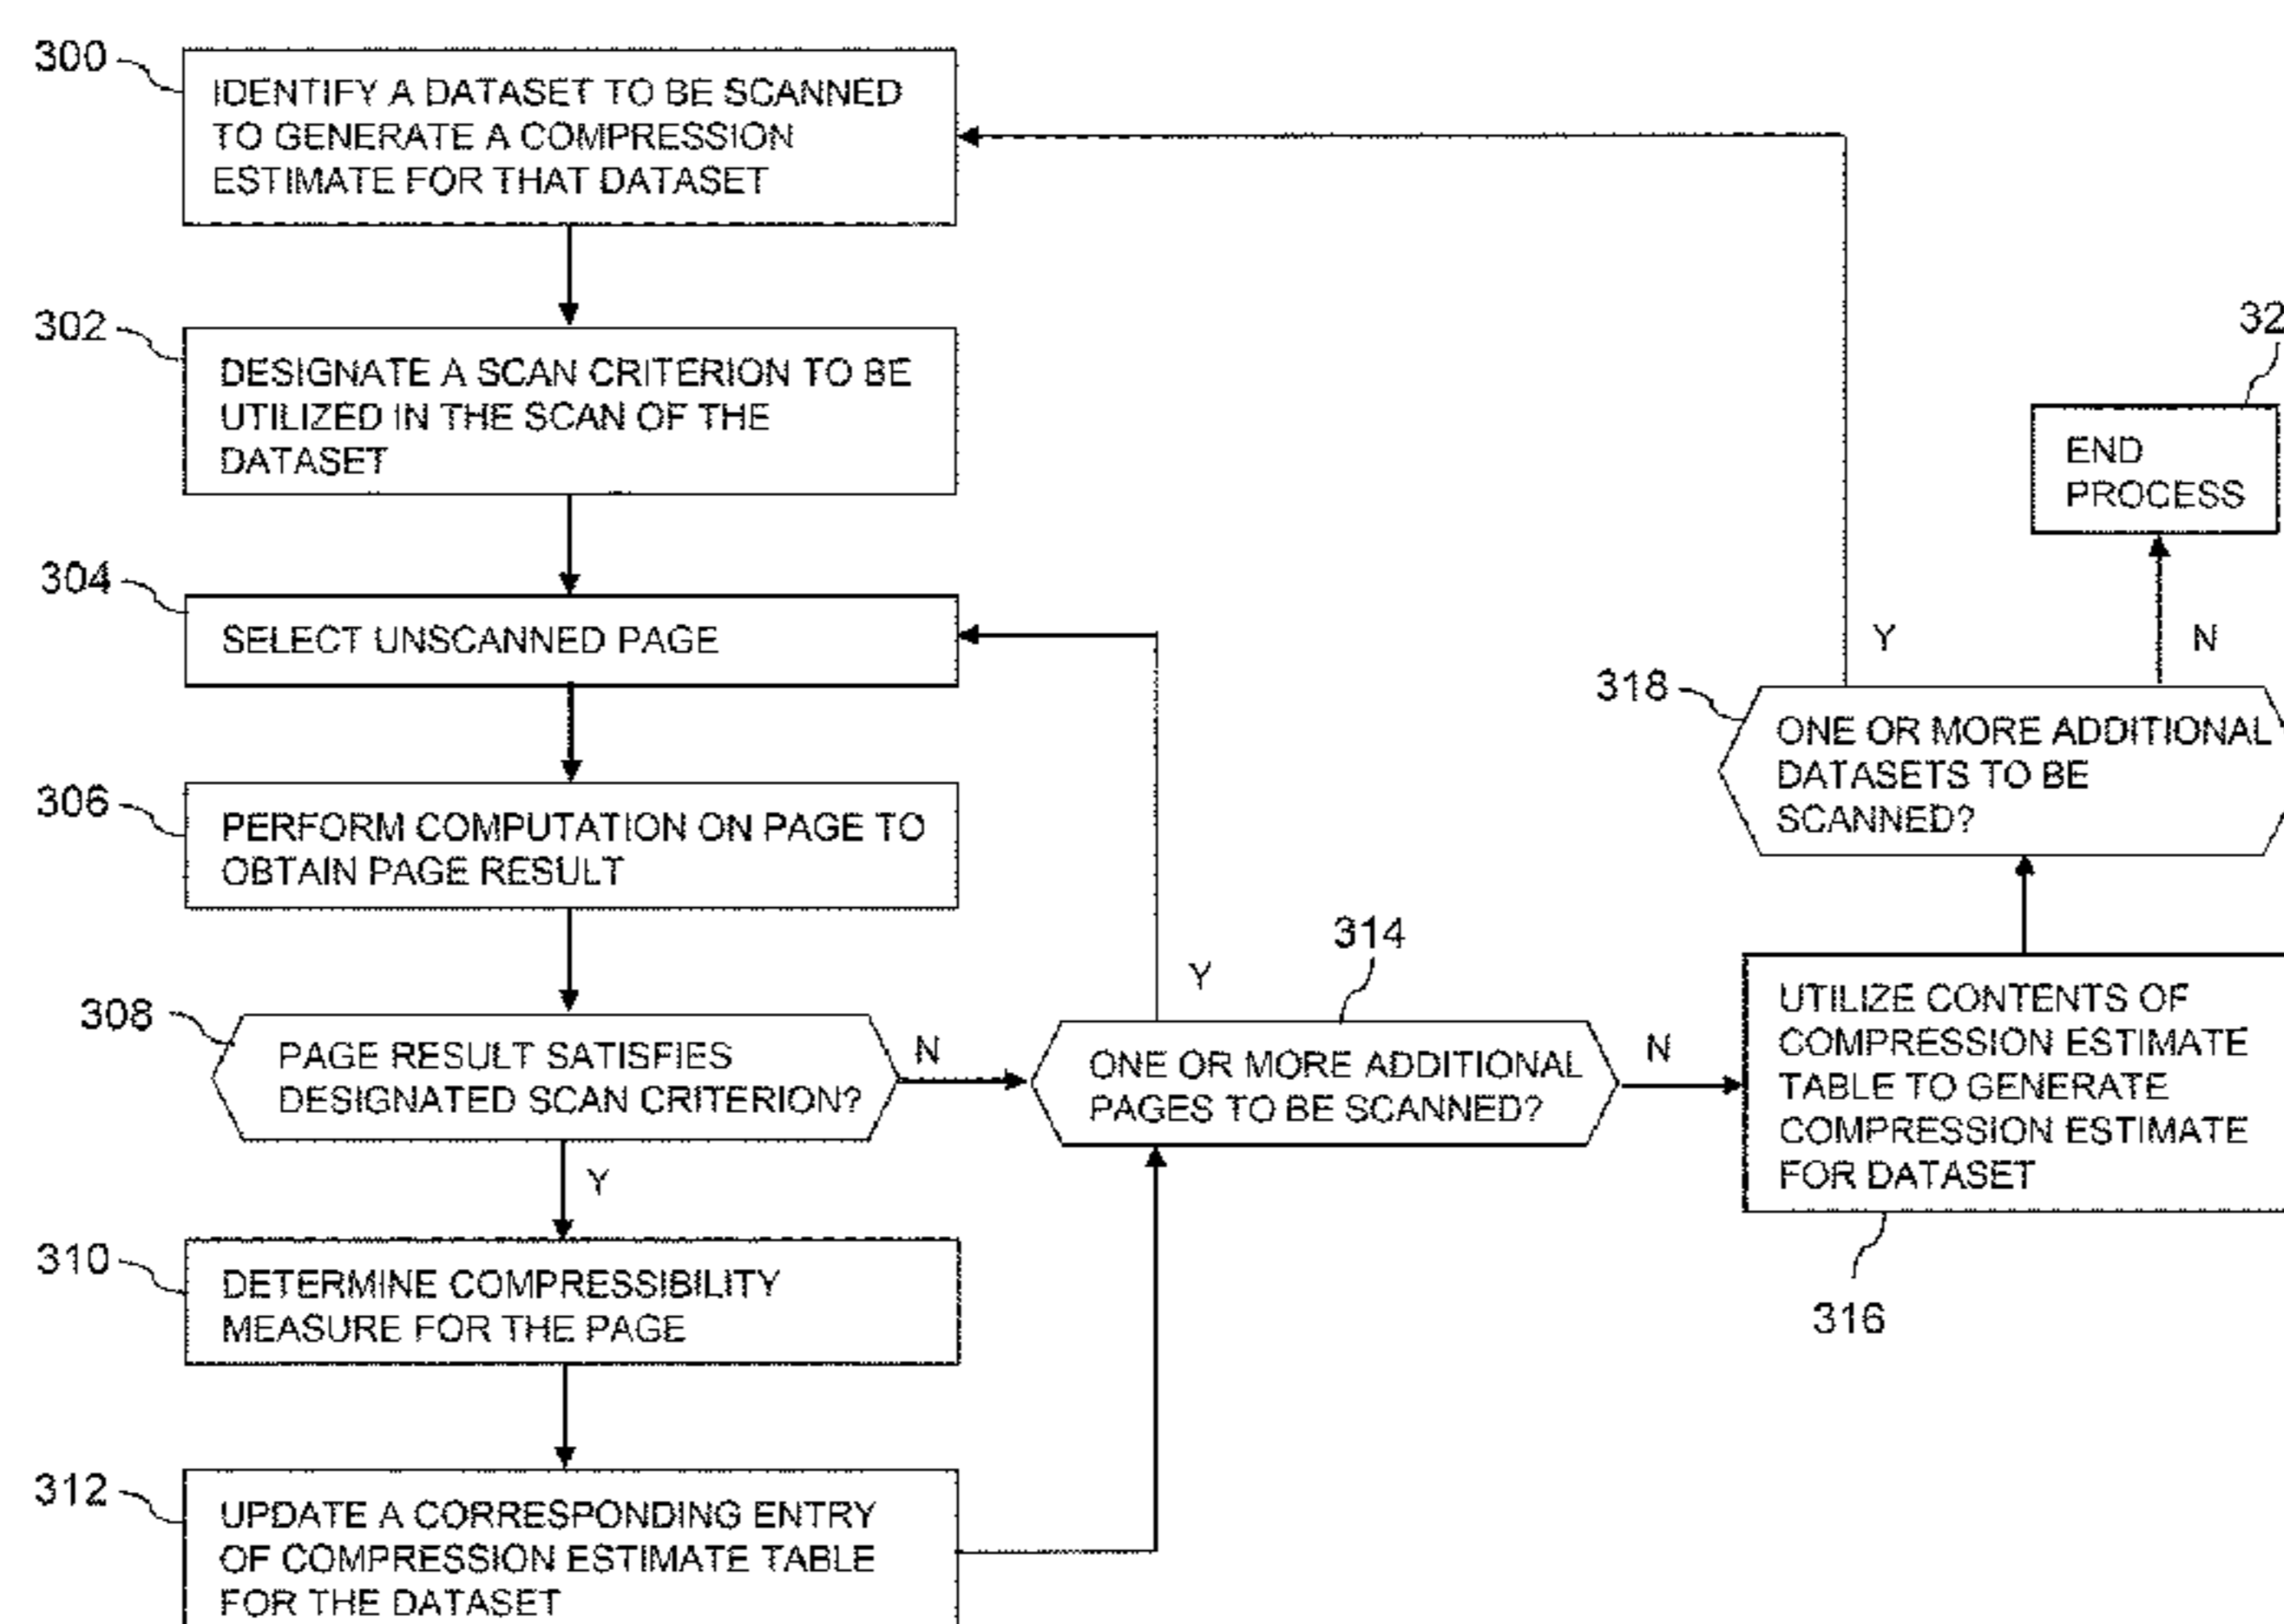 300
IDENTIFY A DATASET TO BE SCANNED
TO GENERATE A COMPRESSION
ESTIMATE FOR THAT DATASET
302
DESIGNATE A SCAN CRITERION TO BE
UTILIZED IN THE SCAN OF THE
DATASET
304
SELECT UNSCANNED PAGE
306
PERFORM COMPUTATION ON PAGE TO
OBTAIN PAGE RESULT
308
PAGE RESULT SATISFIES
DESIGNATED SCAN CRITERION?
N
Y
310
DETERMINE COMPRESSIBILITY
MEASURE FOR THE PAGE
312
UPDATE A CORRESPONDING ENTRY
OF COMPRESSION ESTIMATE TABLE
FOR THE DATASET
314
Y
ONE OR MORE ADDITIONAL
PAGES TO BE SCANNED?
N
UTILIZE CONTENTS OF
COMPRESSION ESTIMATE
TABLE TO GENERATE
COMPRESSION ESTIMATE
FOR DATASET
316
318
ONE OR MORE ADDITIONAL
DATASETS TO BE
SCANNED?
Y
N
32
END
PROCESS